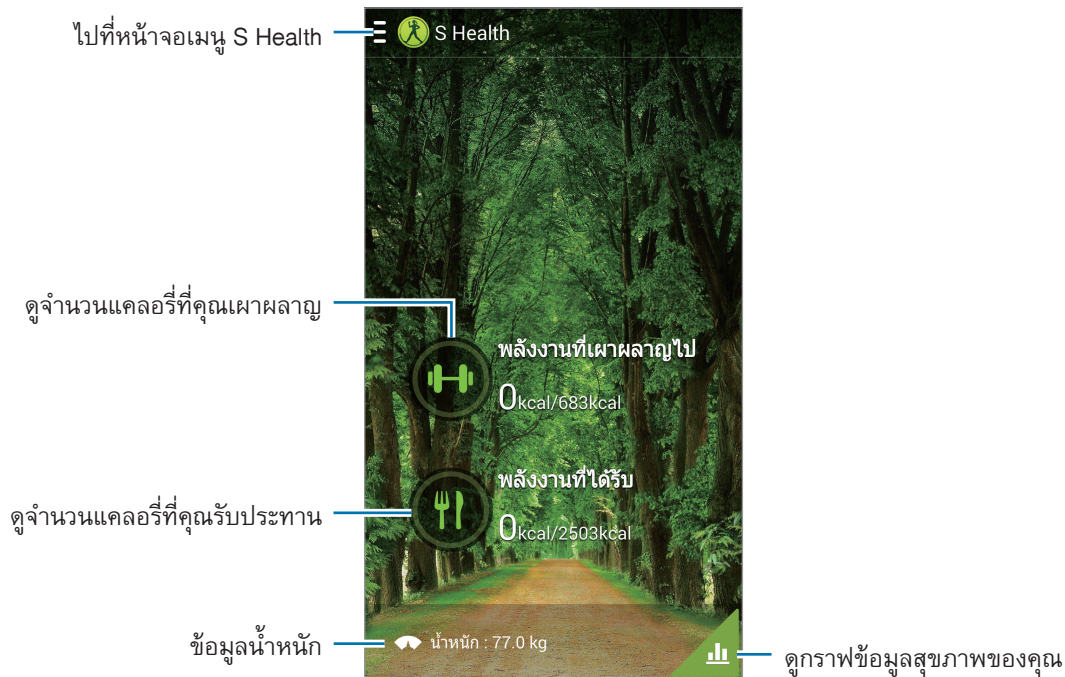 ไปที่หน้าจอเมนู S Health
S Health
ดูจำนวนแคลอรี่ที่คุณเผาผลาญ
พลังงานที่เผาผลาญไป
0kcal/683kcal
พลังงานที่ได้รับ
ดูจำนวนแคลอรี่ที่คุณรับประทาน
0kcal/2503kcal
ข้อมูลน้ำหนัก
น้ำหนัก : 77.0 kg
ดูกราฟข้อมูลสุขภาพของคุณ